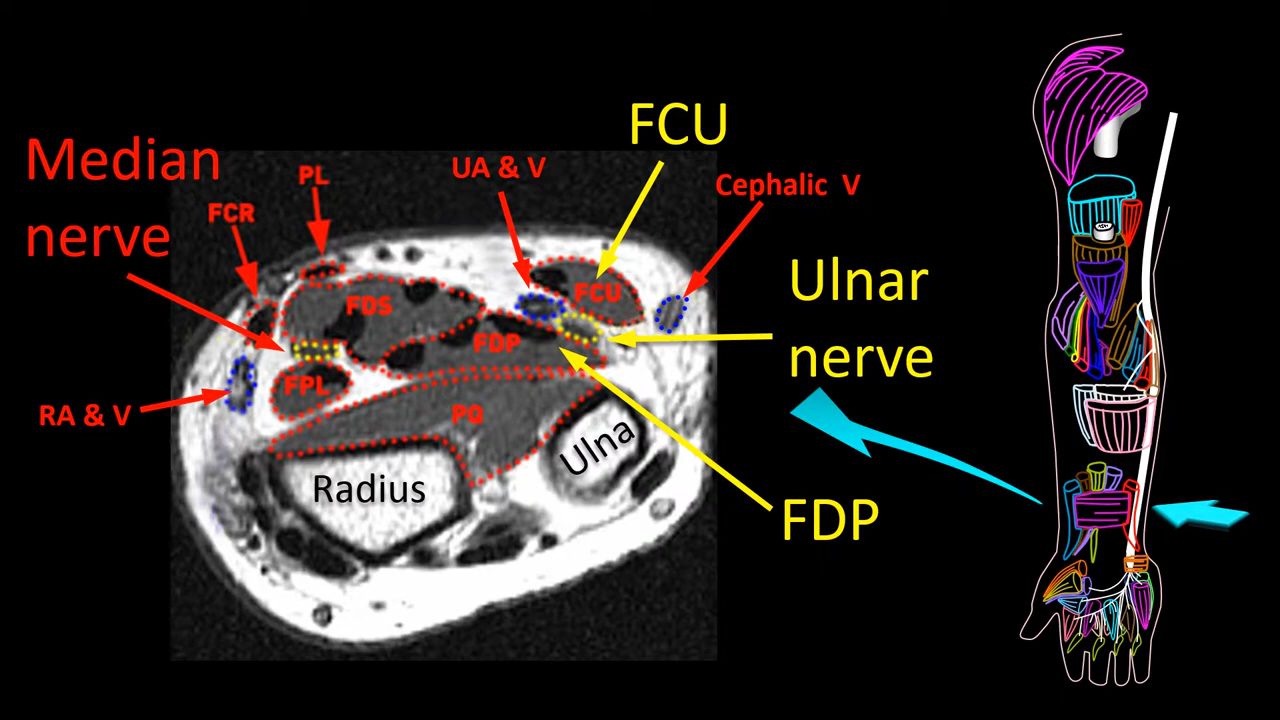 FCU
Median
nerve
PL
UA & V
Cephalic V
FCR
Ulnar
nerve
FDS
FCU
FDP
FPL
RA & V
PQ
Ulna
Radius
FDP